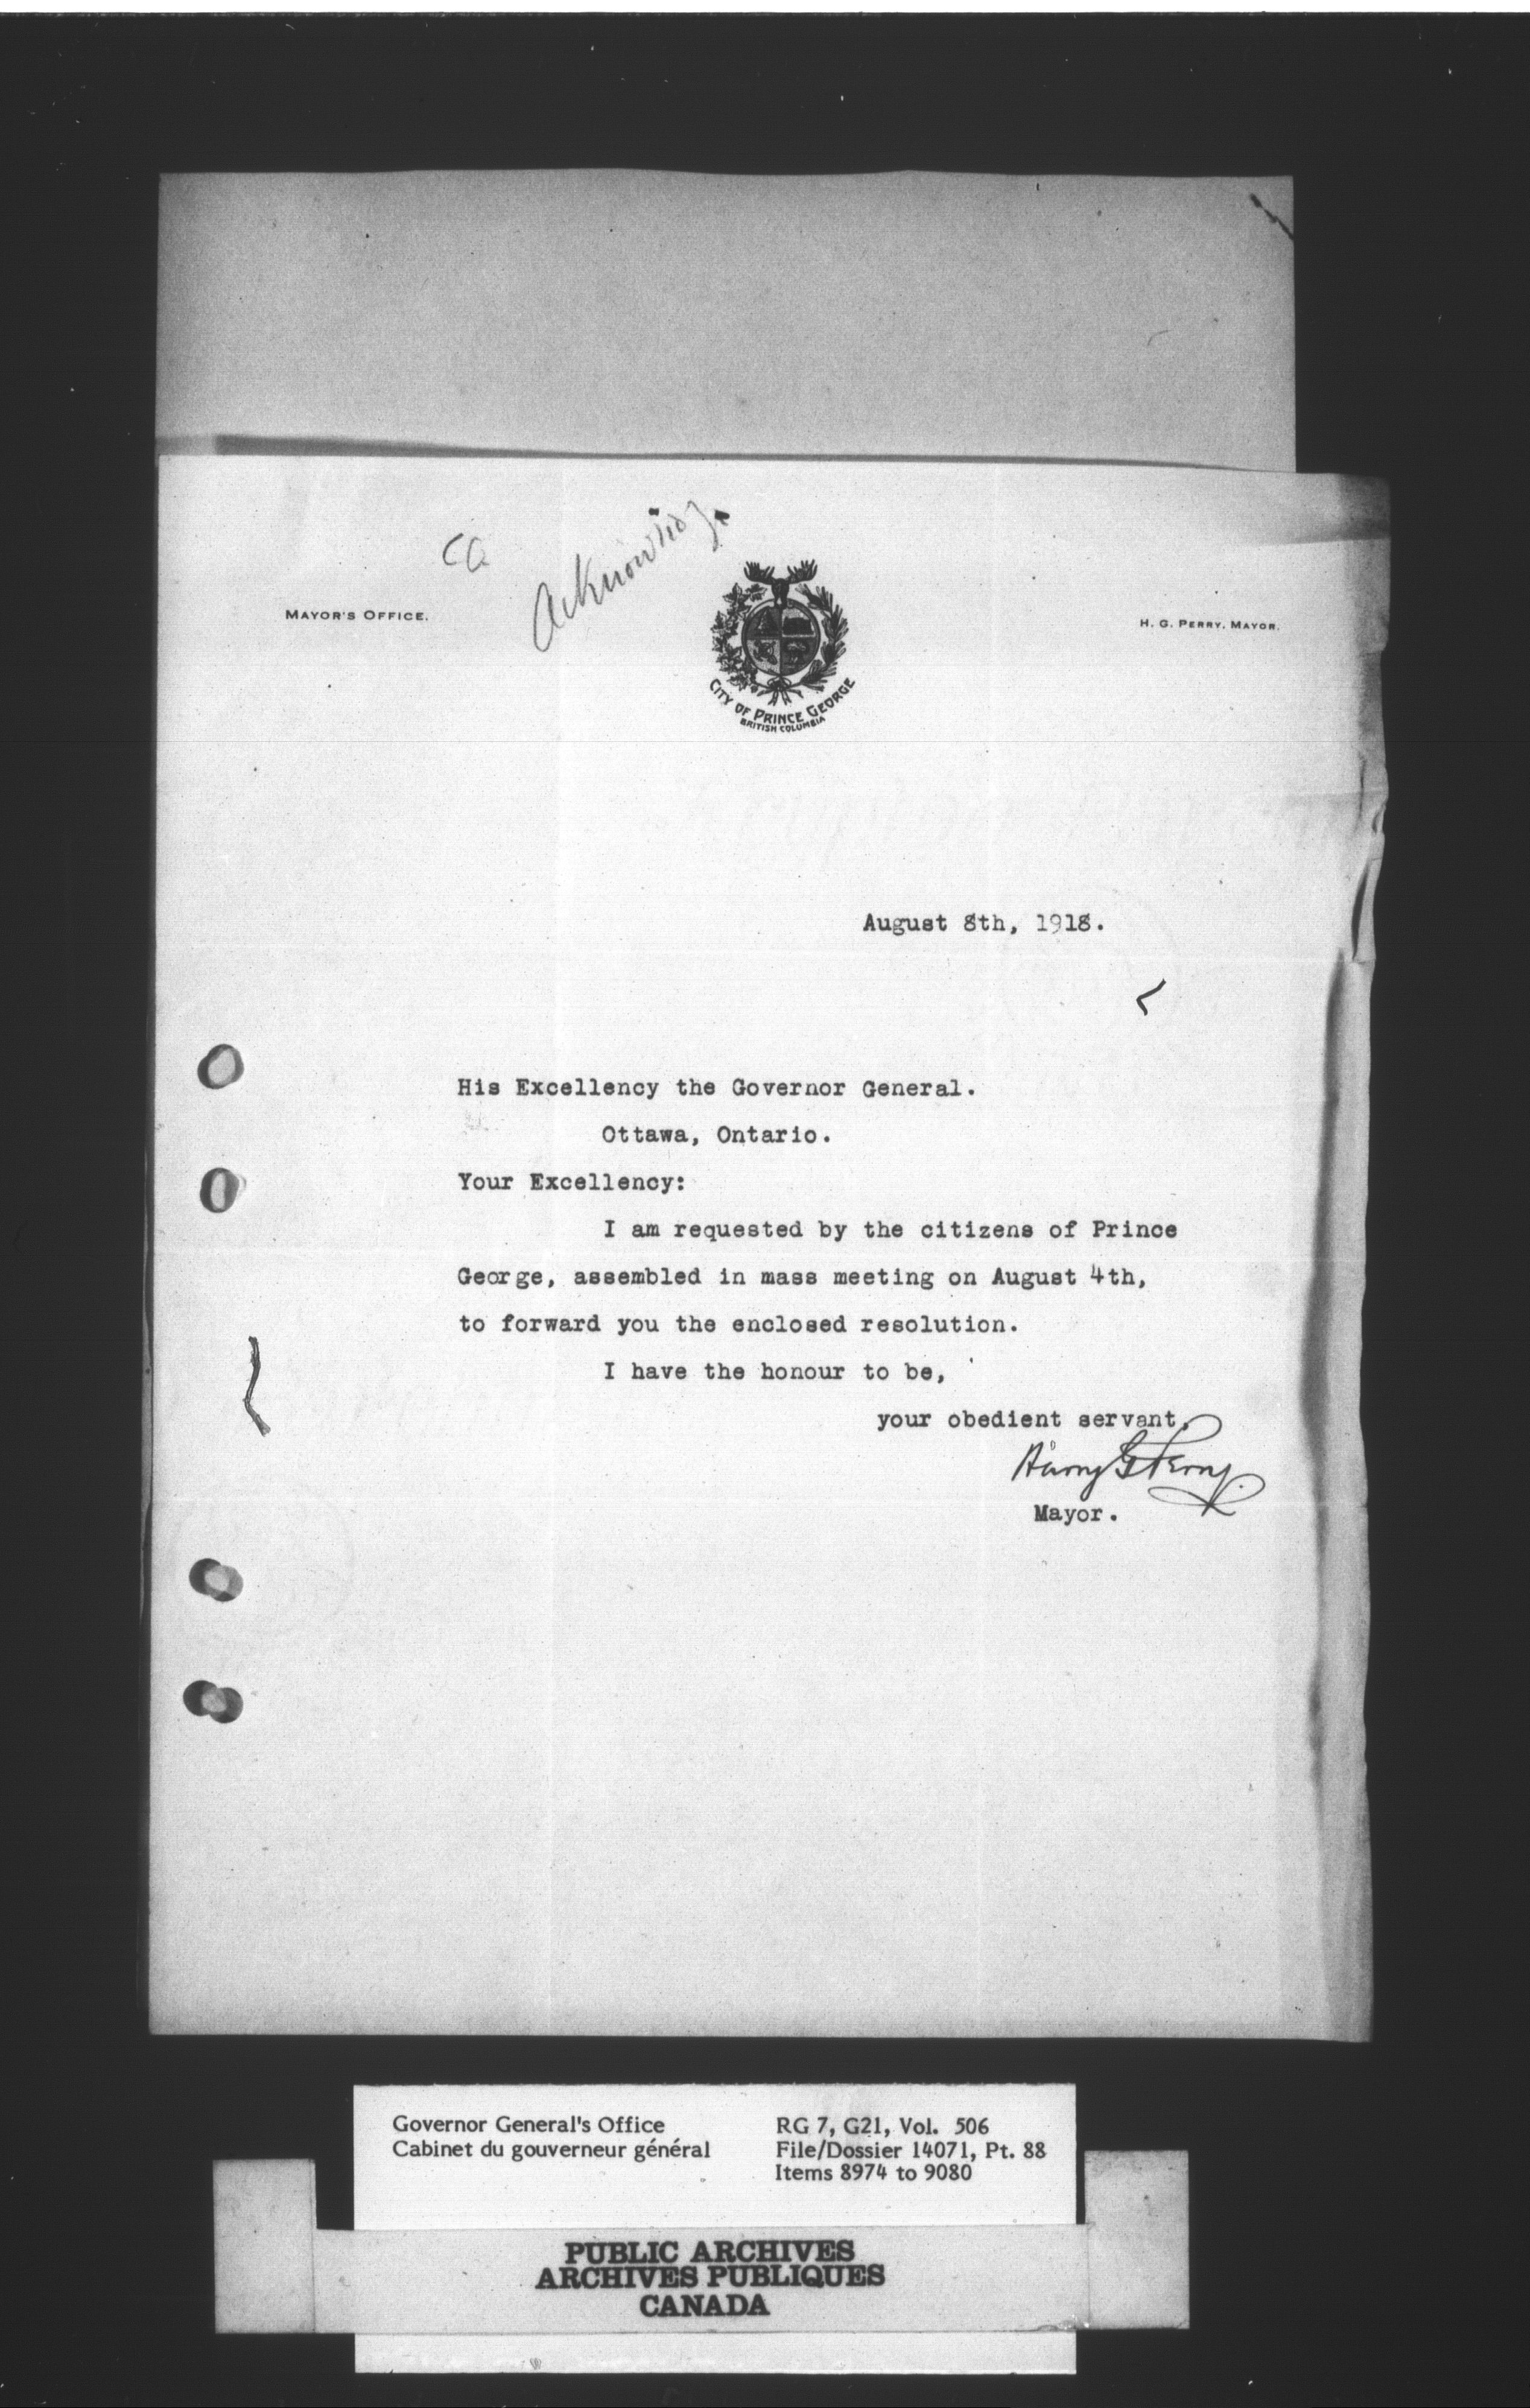 ca
Acknowledg.
MAYOR'S OFFICE.
H. G. PERRY, MAYOR.
CITY OF PRINCE GEORGE
BRITISH COLUMBIA
August 8th, 1918.
His Excellency the Governor General.
Ottawa, Ontario.
Your Excellency:
I am requested by the citizens of Prince
George, assembled in mass meeting on August 4th,
to forward you the enclosed resolution.
I have the honour to be,
your obedient servant,
Harry G Perry.
Mayor.
Governor General's Office
Cabinet du gouverneur général
RG 7, G21, Vol. 506
File/Dossier 14071, Pt. 88
Items 8974 to 9080
PUBLIC ARCHIVES
ARCHIVES PUBLIQUES
CANADA